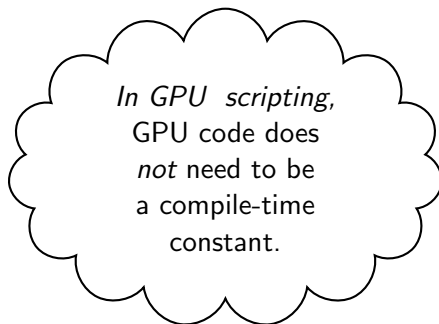 In GPU scripting,
GPU code does
not need to be
a compile-time
constant.